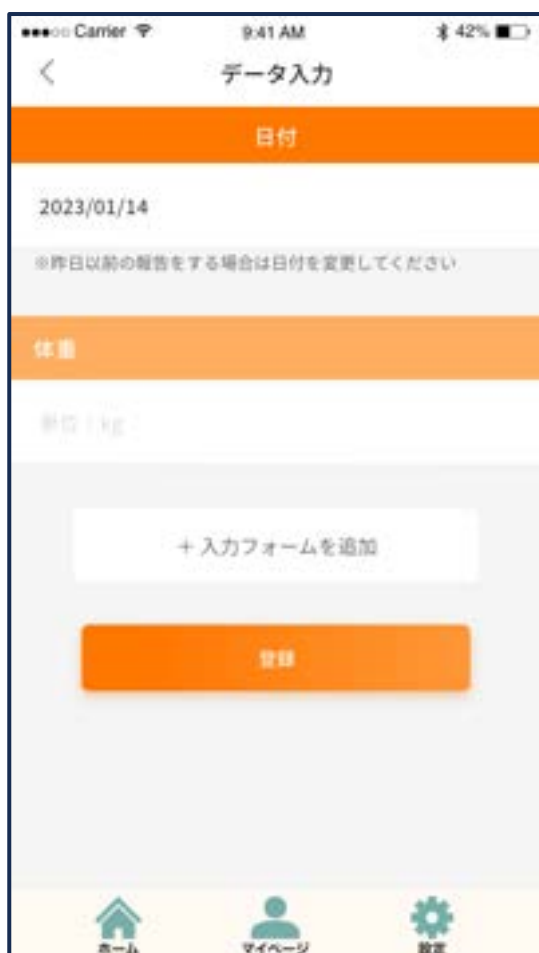 Carrier 9:41 AM 42%
データ入力
日付
2023/01/14
※昨日以前の報告をする場合は日付を変更してください
体重
単位：kg
+ 入力フォームを追加
登録
ホーム マイページ 設定